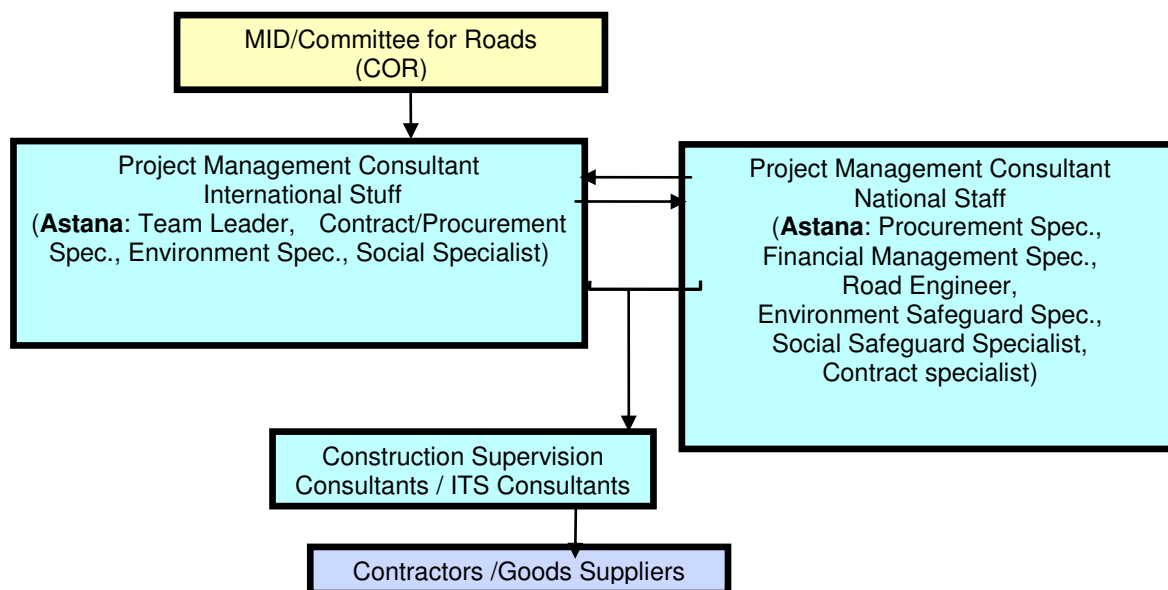 MID/Committee for Roads
(COR)
Project Management Consultant
International Stuff
(Astana: Team Leader, Contract/Procurement
Spec., Environment Spec., Social Specialist)
Project Management Consultant
National Staff
(Astana: Procurement Spec.,
Financial Management Spec.,
Road Engineer,
Environment Safeguard Spec.,
Social Safeguard Specialist,
Contract specialist)
Construction Supervision
Consultants / ITS Consultants
Contractors /Goods Suppliers